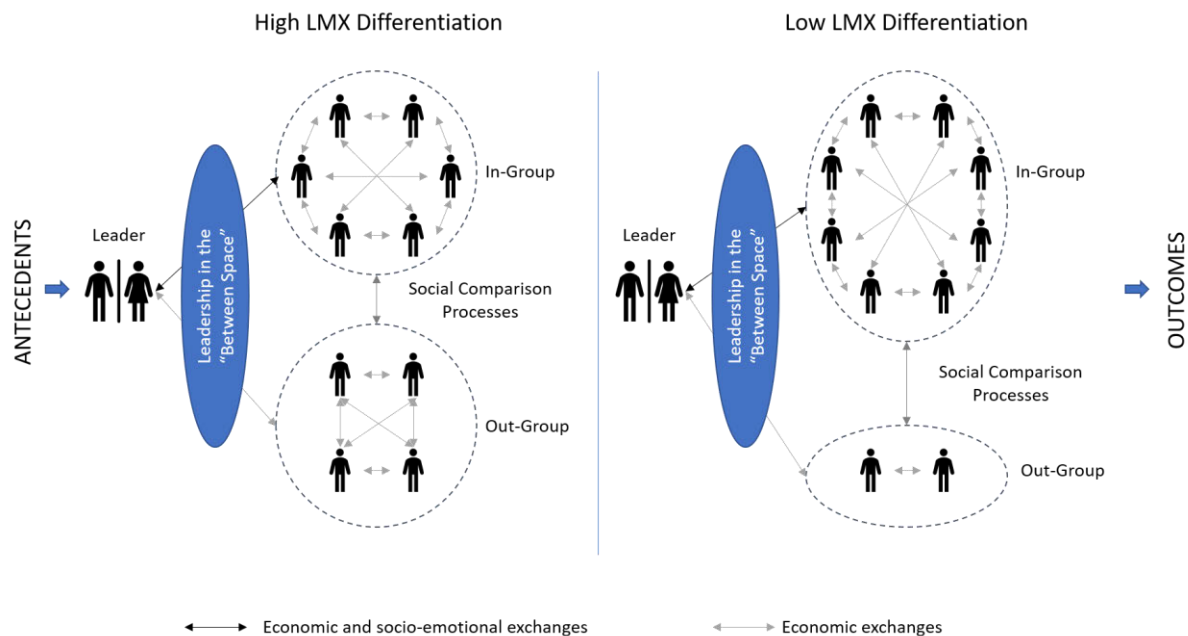 High LMX Differentiation
Low LMX Differentiation
ANTECEDENTS
Leader
Leadership in the
"Between Space"
In-Group
Social Comparison
Processes
Out-Group
Leader
Leadership in the
"Between Space"
In-Group
Social Comparison
Processes
Out-Group
OUTCOMES
Economic and socio-emotional exchanges
Economic exchanges